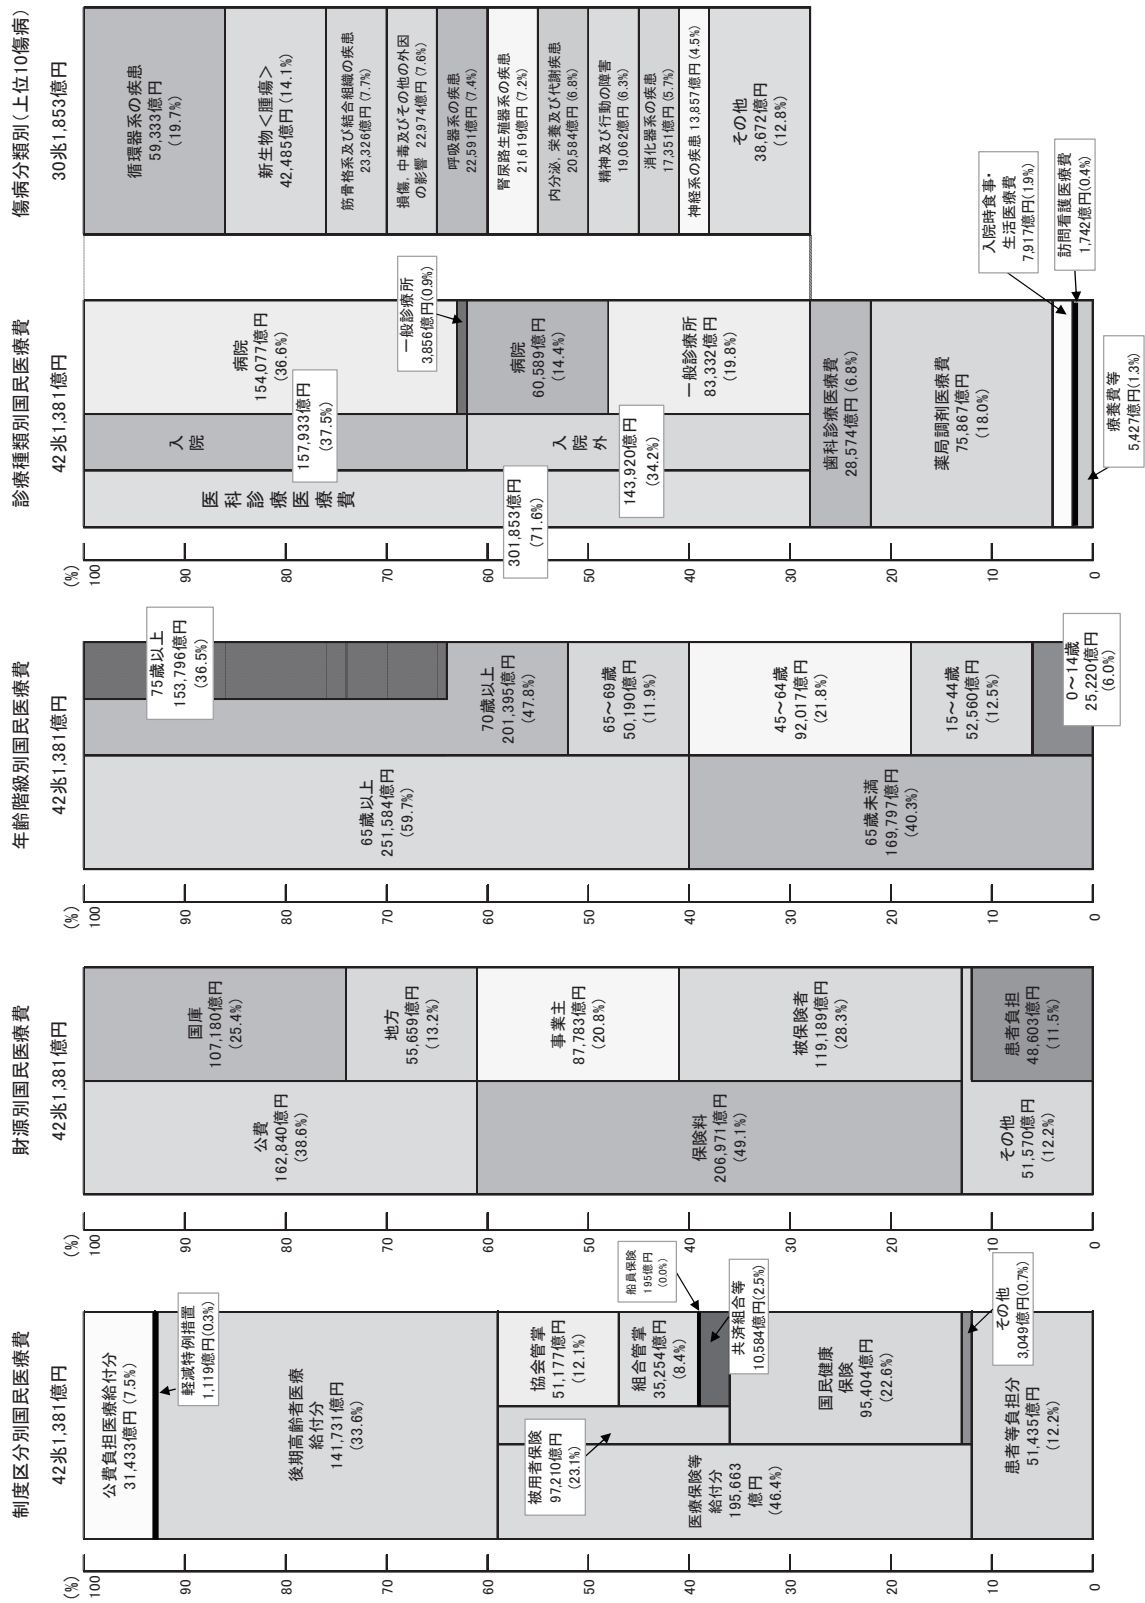 制度区分別国民医療費
42兆1,381億円
(%)
100
90
80
70
60
50
40
30
20
10
0
公費負担医療給付分
31,433億円 (7.5%)
軽減特例措置
1,119億円(0.3%)
後期高齢者医療
給付分
141,731億円
(33.6%)
医療保険等
給付分
195,663
億円
(46.4%)
被用者保険
97,210億円
(23.1%)
協会管掌
51,177億円
(12.1%)
組合管掌
35,254億円
(8.4%)
船員保険
195億円
(0.0%)
共済組合等
10,584億円(2.5%)
国民健康
保険
95,404億円
(22.6%)
その他
3,049億円(0.7%)
患者等負担分
51,435億円
(12.2%)
財源別国民医療費
42兆1,381億円
(%)
100
90
80
70
60
50
40
30
20
10
0
公費
162,840億円
(38.6%)
国庫
107,180億円
(25.4%)
地方
55,659億円
(13.2%)
保険料
206,971億円
(49.1%)
事業主
87,783億円
(20.8%)
被保険者
119,189億円
(28.3%)
その他
51,570億円
(12.2%)
患者負担
48,603億円
(11.5%)
年齢階級別国民医療費
42兆1,381億円
(%)
100
90
80
70
60
50
40
30
20
10
0
65歳以上
251,584億円
(59.7%)
75歳以上
153,796億円
(36.5%)
70歳以上
201,395億円
(47.8%)
65～69歳
50,190億円
(11.9%)
65歳未満
169,797億円
(40.3%)
45～64歳
92,017億円
(21.8%)
15～44歳
52,560億円
(12.5%)
0～14歳
25,220億円
(6.0%)
診療種類別国民医療費
42兆1,381億円
(%)
100
90
80
70
60
50
40
30
20
10
0
医科診療医療費
301,853億円
(71.6%)
入院
157,933億円
(37.5%)
病院
154,077億円
(36.6%)
一般診療所
3,856億円(0.9%)
入院外
143,920億円
(34.2%)
病院
60,589億円
(14.4%)
一般診療所
83,332億円
(19.8%)
歯科診療医療費
28,574億円 (6.8%)
薬局調剤医療費
75,867億円
(18.0%)
入院時食事・
生活医療費
7,917億円(1.9%)
訪問看護医療費
1,742億円(0.4%)
療養費等
5,427億円(1.3%)
傷病分類別(上位10傷病)
30兆1,853億円
循環器系の疾患
59,333億円
(19.7%)
新生物＜腫瘍＞
42,485億円 (14.1%)
筋骨格系及び結合組織の疾患
23,326億円 (7.7%)
損傷，中毒及びその他の外因
の影響 22,974億円 (7.6%)
呼吸器系の疾患
22,591億円 (7.4%)
腎尿路生殖器系の疾患
21,619億円 (7.2%)
内分泌，栄養及び代謝疾患
20,584億円 (6.8%)
精神及び行動の障害
19,062億円 (6.3%)
消化器系の疾患
17,351億円 (5.7%)
神経系の疾患 13,857億円 (4.5%)
その他
38,672億円
(12.8%)